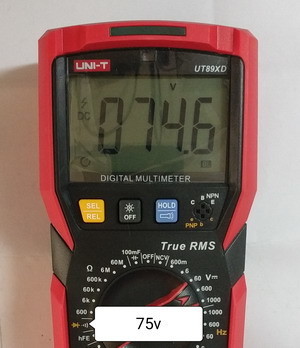 UNI-T UT89XD
V
DC
074.6
DIGITAL MULTIMETER
SEL REL OFF HOLD
B C E NPN
PNP
True RMS
100mF OFF NCV 600m
Ω 6M 60M 6 V
600k 60
60k 600
6k 1000
600 1000
hFE 600 Hz
75v